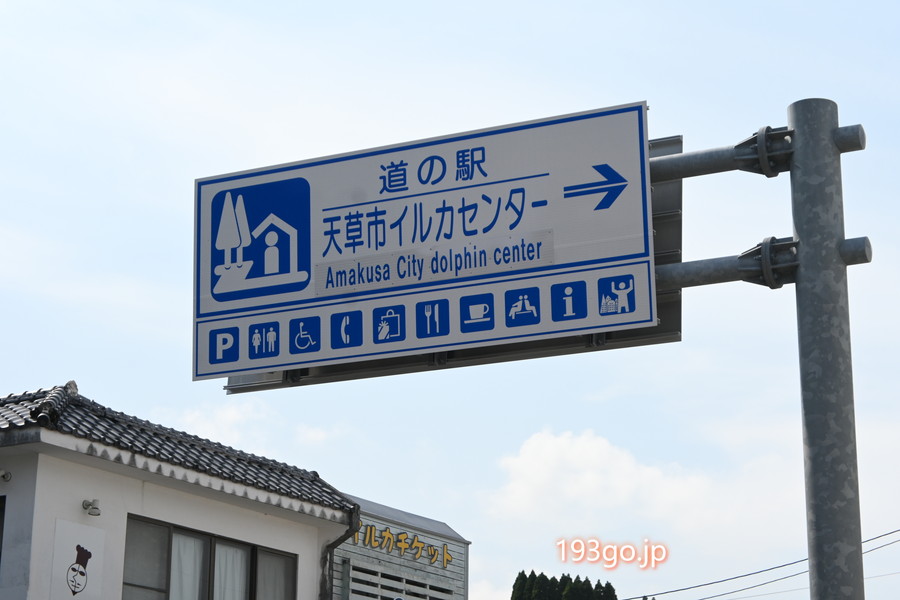 道の駅
天草市イルカセンター
Amakusa City dolphin center
P
i
イルカチケット
193go.jp